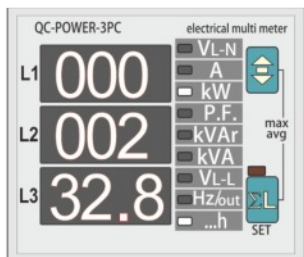 QC-POWER-3PC electrical multi meter
L1 000
L2 002
L3 32.8
VL-N
A
kW
P.F.
kVAr
kVA
VL-L
Hz/out
...h
max
avg
ΣL
SET